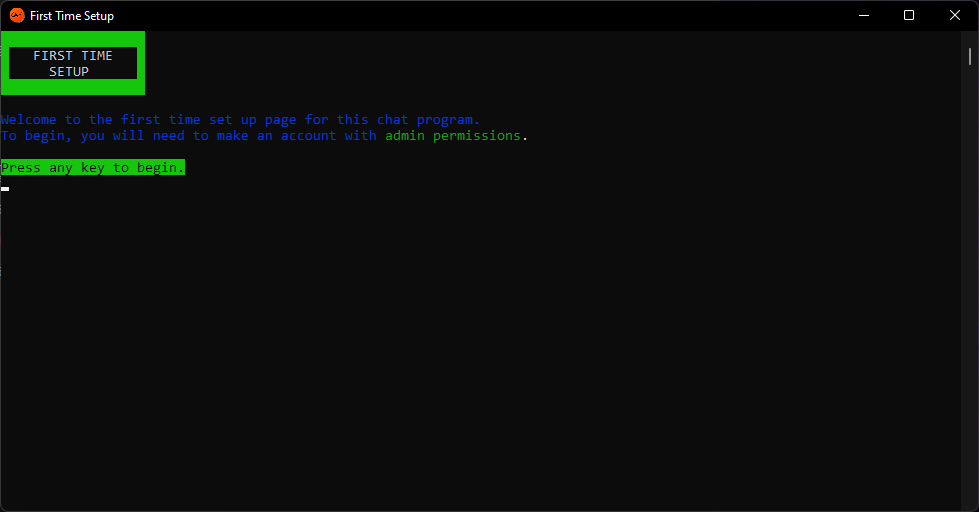 First Time Setup
FIRST TIME
SETUP
Welcome to the first time set up page for this chat program.
To begin, you will need to make an account with admin permissions.
Press any key to begin.